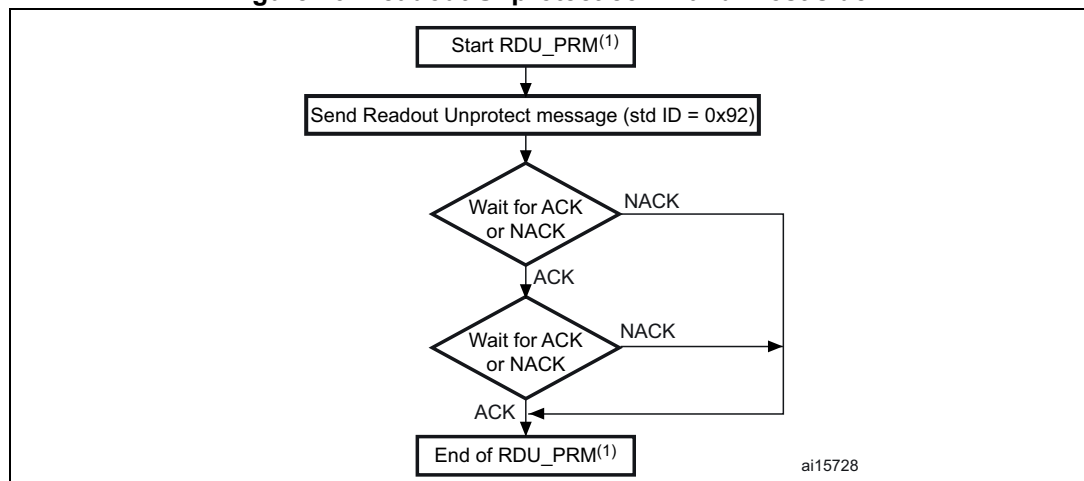 Start RDU_PRM(1)
Send Readout Unprotect message (std ID = 0x92)
Wait for ACK
or NACK
NACK
ACK
Wait for ACK
or NACK
NACK
ACK
End of RDU_PRM(1)
ai15728